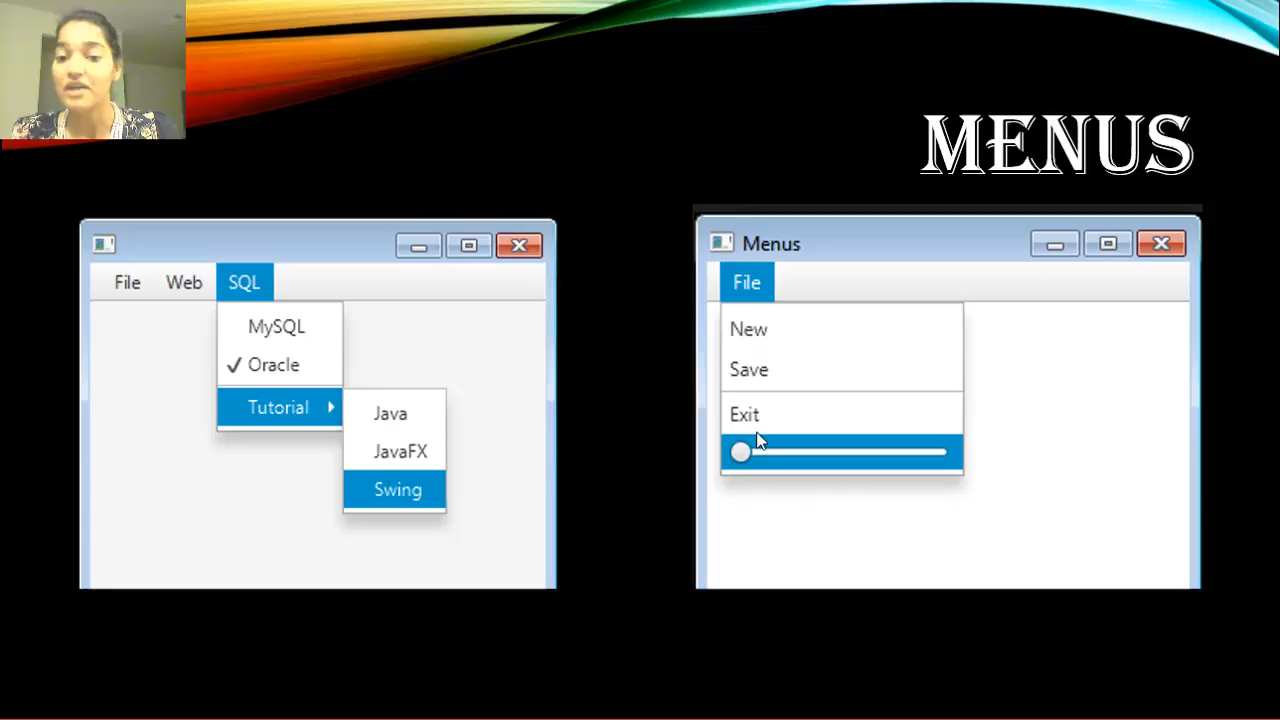 MENUS
File Web SQL
MySQL
Oracle
Tutorial
Java
JavaFX
Swing
Menus
File
New
Save
Exit